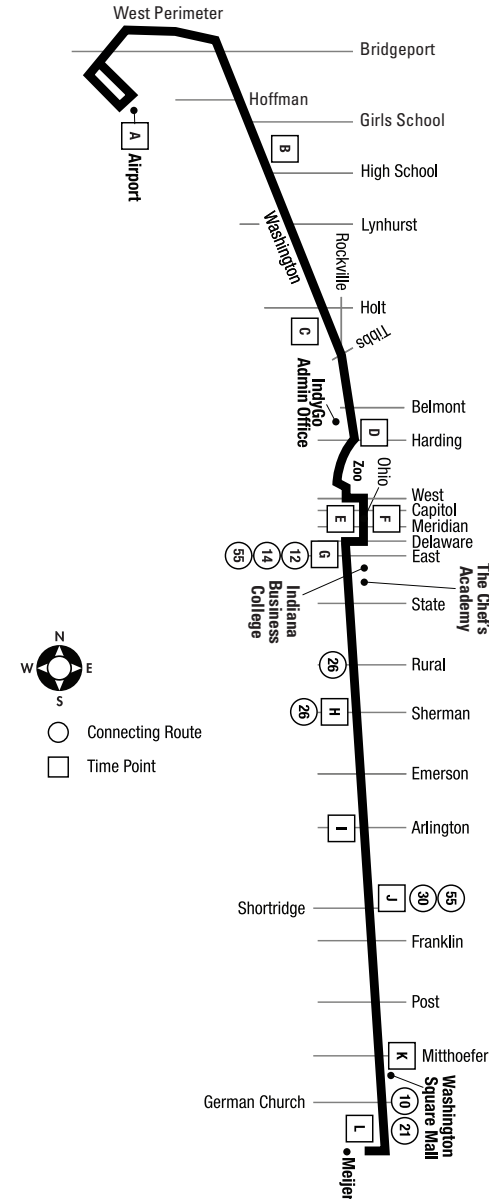 West Perimeter
Bridgeport
Hoffman
Girls School
A
Airport
B
High School
Lynhurst
Washington
Rockville
Holt
C
Tibbs
IndyGo
Admin Office
Belmont
D
Harding
Zoo
Ohio
West
Capitol
E
F
Meridian
Delaware
55
14
12
G
East
Indiana
Business
College
The Chef's
Academy
State
N
W
E
S
26
Rural
26
H
Sherman
Connecting Route
Time Point
Emerson
I
Arlington
J
30
55
Shortridge
Franklin
Post
K
Mitthoefer
Washington
Square Mall
German Church
10
21
L
Meijer